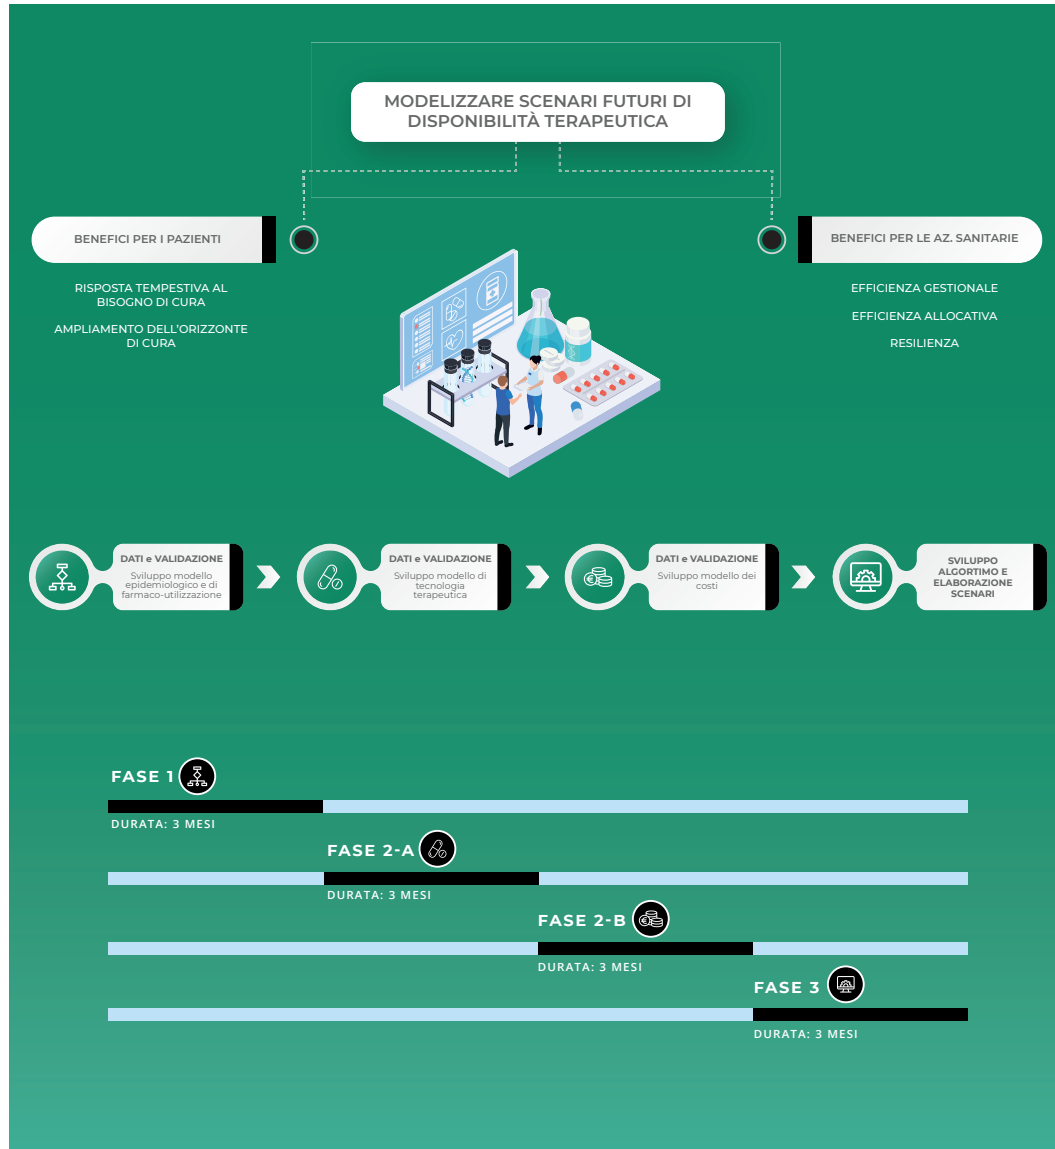 MODELIZZARE SCENARI FUTURI DI
DISPONIBILITÀ TERAPEUTICA
BENEFICI PER I PAZIENTI
RISPOSTA TEMPESTIVA AL
BISOGNO DI CURA
AMPLIAMENTO DELL'ORIZZONTE
DI CURA
BENEFICI PER LE AZ. SANITARIE
EFFICIENZA GESTIONALE
EFFICIENZA ALLOCATIVA
RESILIENZA
DATI e VALIDAZIONE
Sviluppo modello
epidemiologico e di
farmaco-utilizzazione
DATI e VALIDAZIONE
Sviluppo modello di
tecnologia
terapeutica
DATI e VALIDAZIONE
Sviluppo modello dei
costi
SVILUPPO
ALGORTIMO E
ELABORAZIONE
SCENARI
FASE 1
DURATA: 3 MESI
FASE 2-A
DURATA: 3 MESI
FASE 2-B
DURATA: 3 MESI
FASE 3
DURATA: 3 MESI